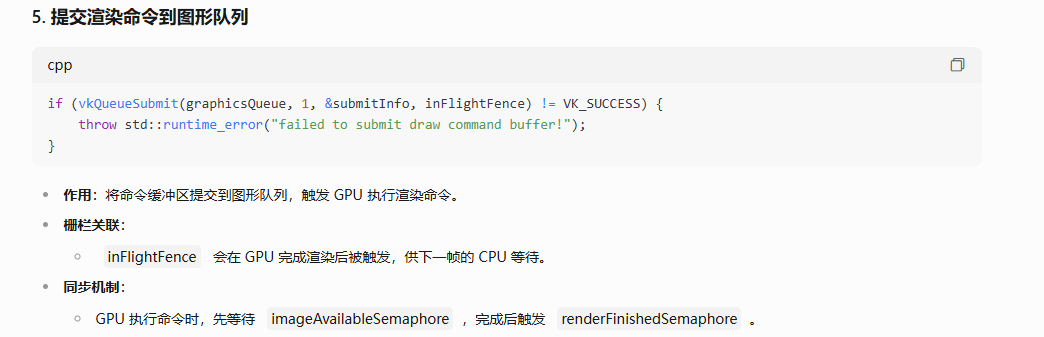 5. 提交渲染命令到图形队列
cpp
if (vkQueueSubmit(graphicsQueue, 1, &submitInfo, inFlightFence) != VK_SUCCESS) {
    throw std::runtime_error("failed to submit draw command buffer!");
}
作用：将命令缓冲区提交到图形队列，触发 GPU 执行渲染命令。
栅栏关联：
inFlightFence 会在 GPU 完成渲染后被触发，供下一帧的 CPU 等待。
同步机制：
GPU 执行命令时，先等待 imageAvailableSemaphore ，完成后触发 renderFinishedSemaphore 。